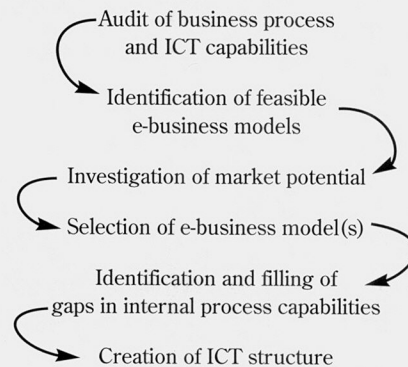 Audit of business process
and ICT capabilities
Identification of feasible
e-business models
Investigation of market potential
Selection of e-business model(s)
Identification and filling of
gaps in internal process capabilities
Creation of ICT structure